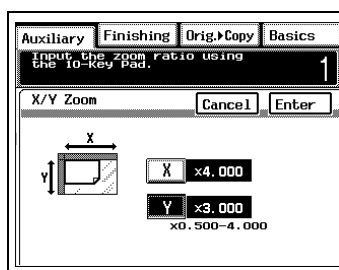 Auxiliary Finishing Orig.▸Copy Basics
Input the zoom ratio using
the 10-Key Pad.
1
X/Y Zoom Cancel Enter
X
Y
X ×4.000
Y ×3.000
×0.500-4.000